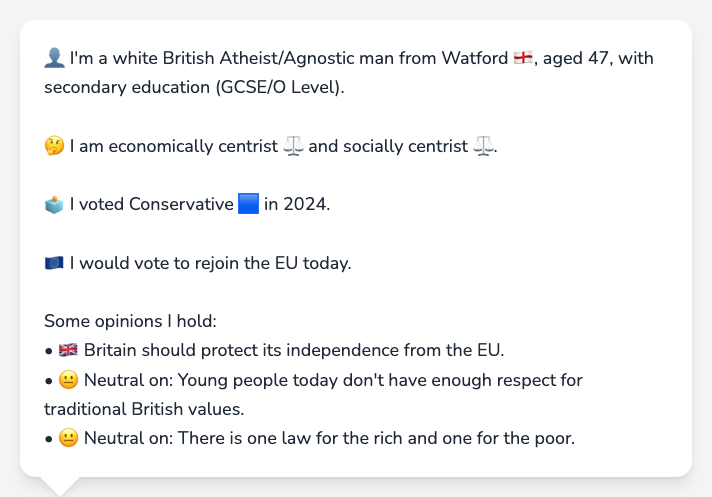 👤 I'm a white British Atheist/Agnostic man from Watford 🏴󠁧󠁢󠁥󠁮󠁧󠁿, aged 47, with
secondary education (GCSE/O Level).
🤔 I am economically centrist ⚖️ and socially centrist ⚖️.
🗳️ I voted Conservative 🟦 in 2024.
🇪🇺 I would vote to rejoin the EU today.
Some opinions I hold:
• 🇬🇧 Britain should protect its independence from the EU.
• 😐 Neutral on: Young people today don't have enough respect for
traditional British values.
• 😐 Neutral on: There is one law for the rich and one for the poor.